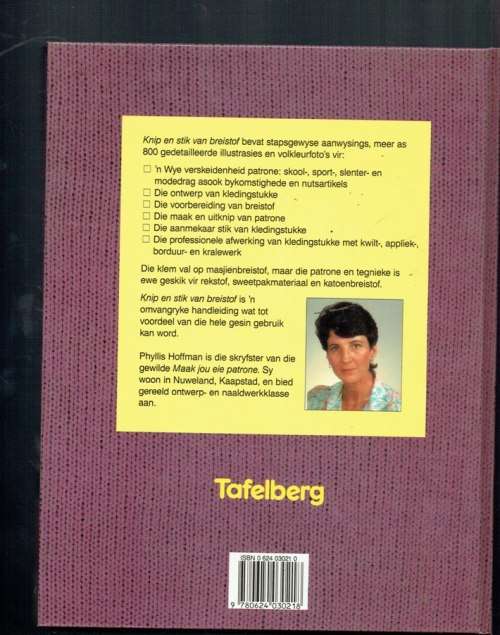 Knip en stik van breistof bevat stapsgewyse aanwysings, meer as
800 gedetailleerde illustrasies en volkleurfoto's vir:
☐ 'n Wye verskeidenheid patrone: skool-, sport-, slenter- en
modedrag asook bykomstighede en nutsartikels
☐ Die ontwerp van kledingstukke
☐ Die voorbereiding van breistof
☐ Die maak en uitknip van patrone
☐ Die aanmekaar stik van kledingstukke
☐ Die professionele afwerking van kledingstukke met kwilt-, appliek-,
borduur- en kralewerk
Die klem val op masjienbreistof, maar die patrone en tegnieke is
ewe geskik vir rekstof, sweetpakmateriaal en katoenbreistof.
Knip en stik van breistof is 'n
omvangryke handleiding wat tot
voordeel van die hele gesin gebruik
kan word.
Phyllis Hoffman is die skryfster van die
gewilde Maak jou eie patrone. Sy
woon in Nuweland, Kaapstad, en bied
gereeld ontwerp- en naaldwerkklasse
aan.
Tafelberg
ISBN 0 624 03021 0
9 780624 030218